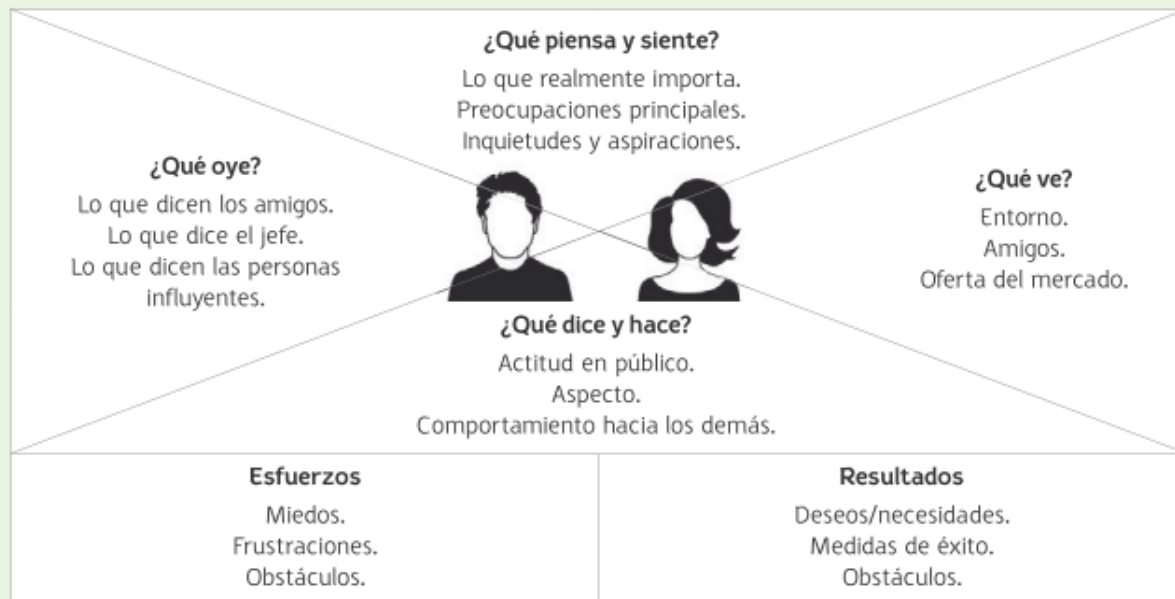 ¿Qué piensa y siente?
Lo que realmente importa.
Preocupaciones principales.
Inquietudes y aspiraciones.
¿Qué oye?
Lo que dicen los amigos.
Lo que dice el jefe.
Lo que dicen las personas
influyentes.
¿Qué ve?
Entorno.
Amigos.
Oferta del mercado.
¿Qué dice y hace?
Actitud en público.
Aspecto.
Comportamiento hacia los demás.
Esfuerzos
Miedos.
Frustraciones.
Obstáculos.
Resultados
Deseos/necesidades.
Medidas de éxito.
Obstáculos.